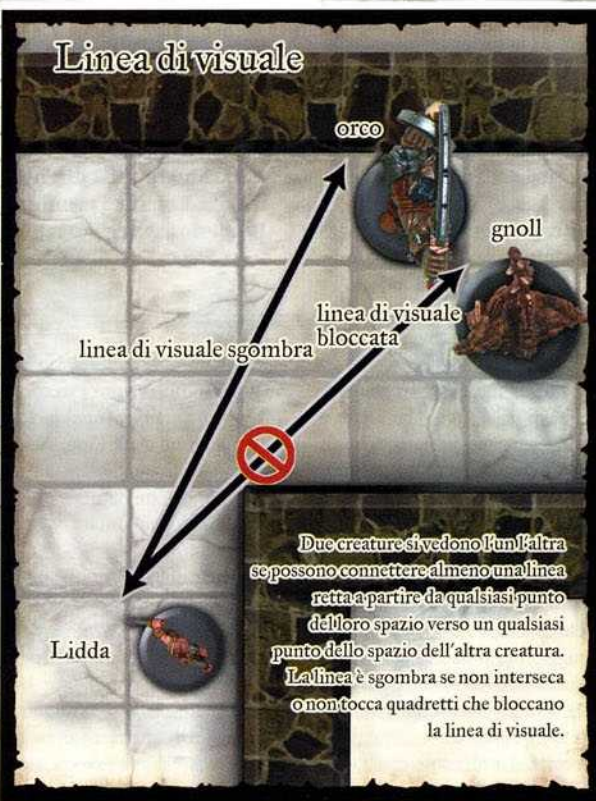 Linea di visuale
orco
gnoll
linea di visuale
bloccata
linea di visuale sgombra
Due creature si vedono l'un l'altra
se possono connettere almeno una linea
retta a partire da qualsiasi punto
del loro spazio verso un qualsiasi
punto dello spazio dell'altra creatura.
La linea è sgombra se non interseca
o non tocca quadretti che bloccano
la linea di visuale.
Lidda